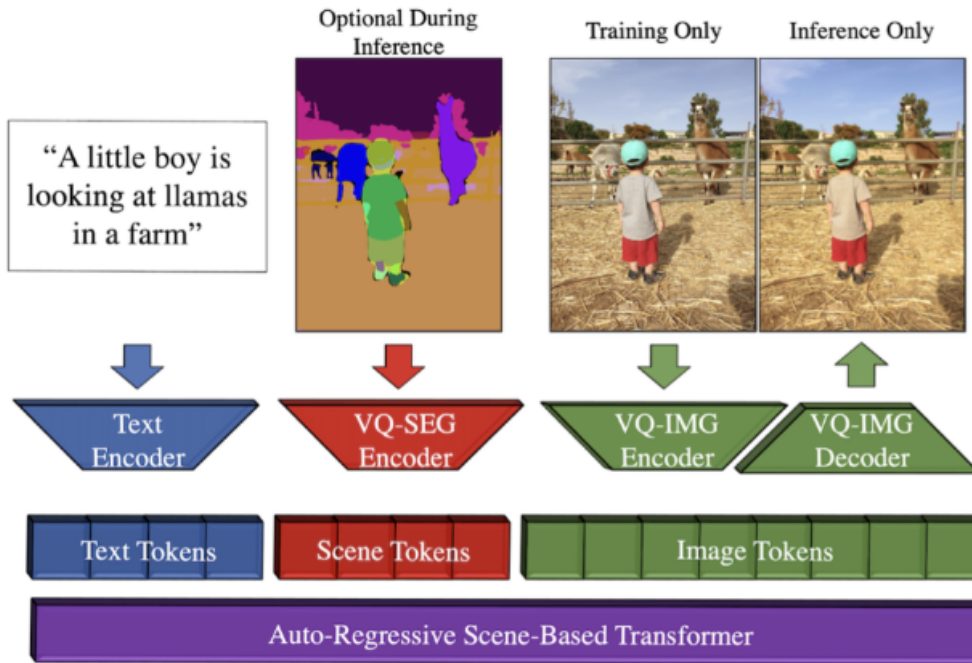 Optional During
Inference
Training Only
Inference Only
“A little boy is
looking at llamas
in a farm”
Text
Encoder
VQ-SEG
Encoder
VQ-IMG
Encoder
VQ-IMG
Decoder
Text Tokens
Scene Tokens
Image Tokens
Auto-Regressive Scene-Based Transformer